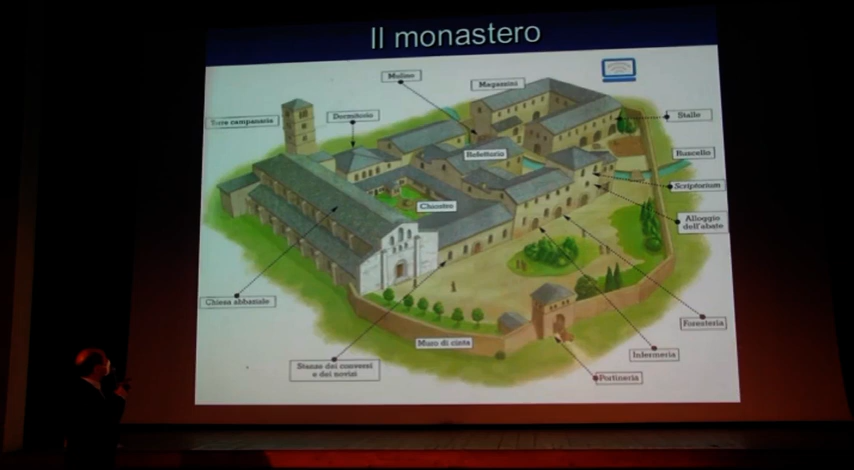 Il monastero
Mulino
Magazzini
Torre campanaria
Dormitorio
Stalle
Refettorio
Ruscello
Scriptorium
Chiostro
Alloggio
dell'abate
Chiesa abbaziale
Foresteria
Muro di cinta
Infermeria
Stanze dei conversi
e dei novizi
Portineria